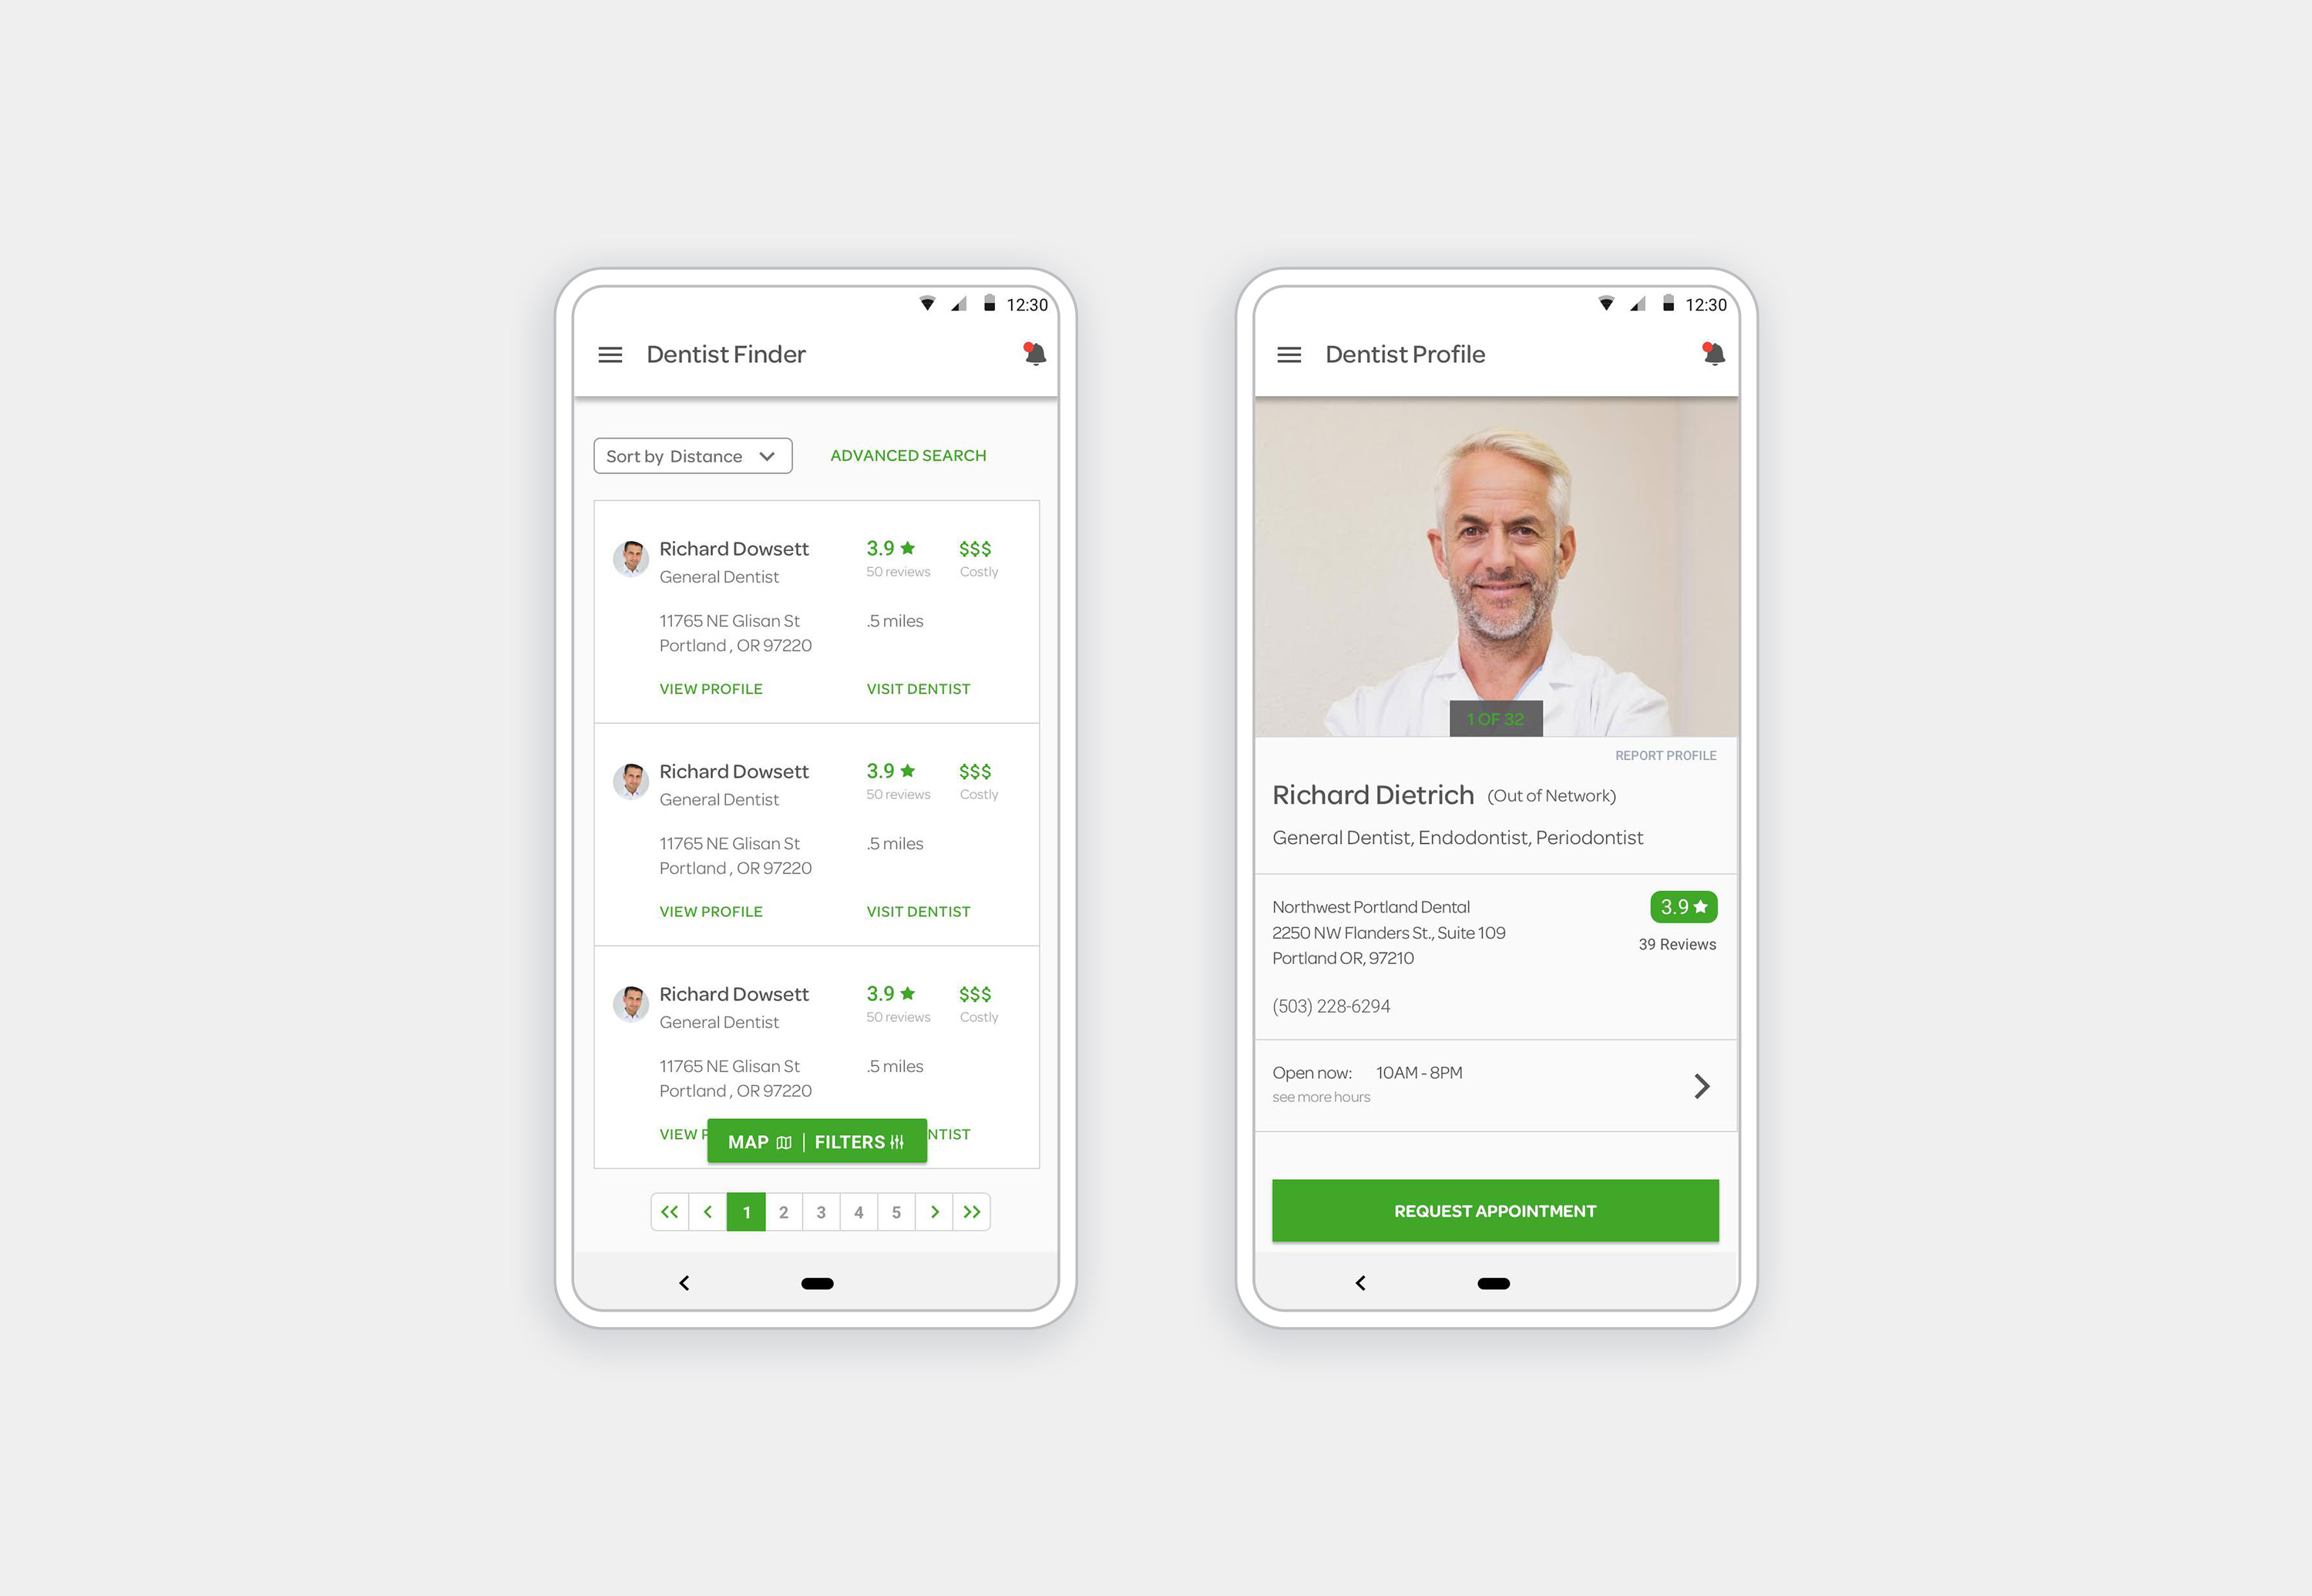 12:30
Dentist Finder
Sort by Distance
ADVANCED SEARCH
Richard Dowsett 3.9 $$$
General Dentist 50 reviews Costly
11765 NE Glisan St .5 miles
Portland , OR 97220
VIEW PROFILE VISIT DENTIST
Richard Dowsett 3.9 $$$
General Dentist 50 reviews Costly
11765 NE Glisan St .5 miles
Portland , OR 97220
VIEW PROFILE VISIT DENTIST
Richard Dowsett 3.9 $$$
General Dentist 50 reviews Costly
11765 NE Glisan St .5 miles
Portland , OR 97220
VIEW P NTIST
MAP | FILTERS
<< < 1 2 3 4 5 > >>
12:30
Dentist Profile
1 OF 32
REPORT PROFILE
Richard Dietrich (Out of Network)
General Dentist, Endodontist, Periodontist
Northwest Portland Dental 3.9
2250 NW Flanders St., Suite 109
39 Reviews
Portland OR, 97210
(503) 228-6294
Open now: 10AM - 8PM
see more hours
REQUEST APPOINTMENT